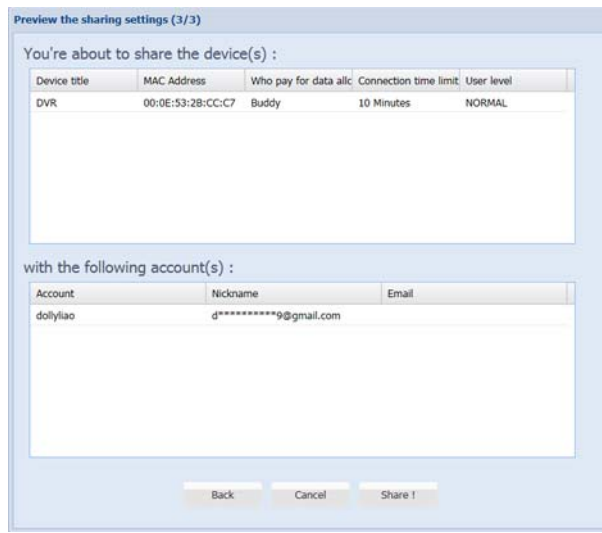 Preview the sharing settings (3/3)
You're about to share the device(s) :
Device title MAC Address Who pay for data allc Connection time limit User level
DVR 00:0E:53:2B:CC:C7 Buddy 10 Minutes NORMAL
with the following account(s) :
Account Nickname Email
dollyliao d**********9@gmail.com
Back Cancel Share !